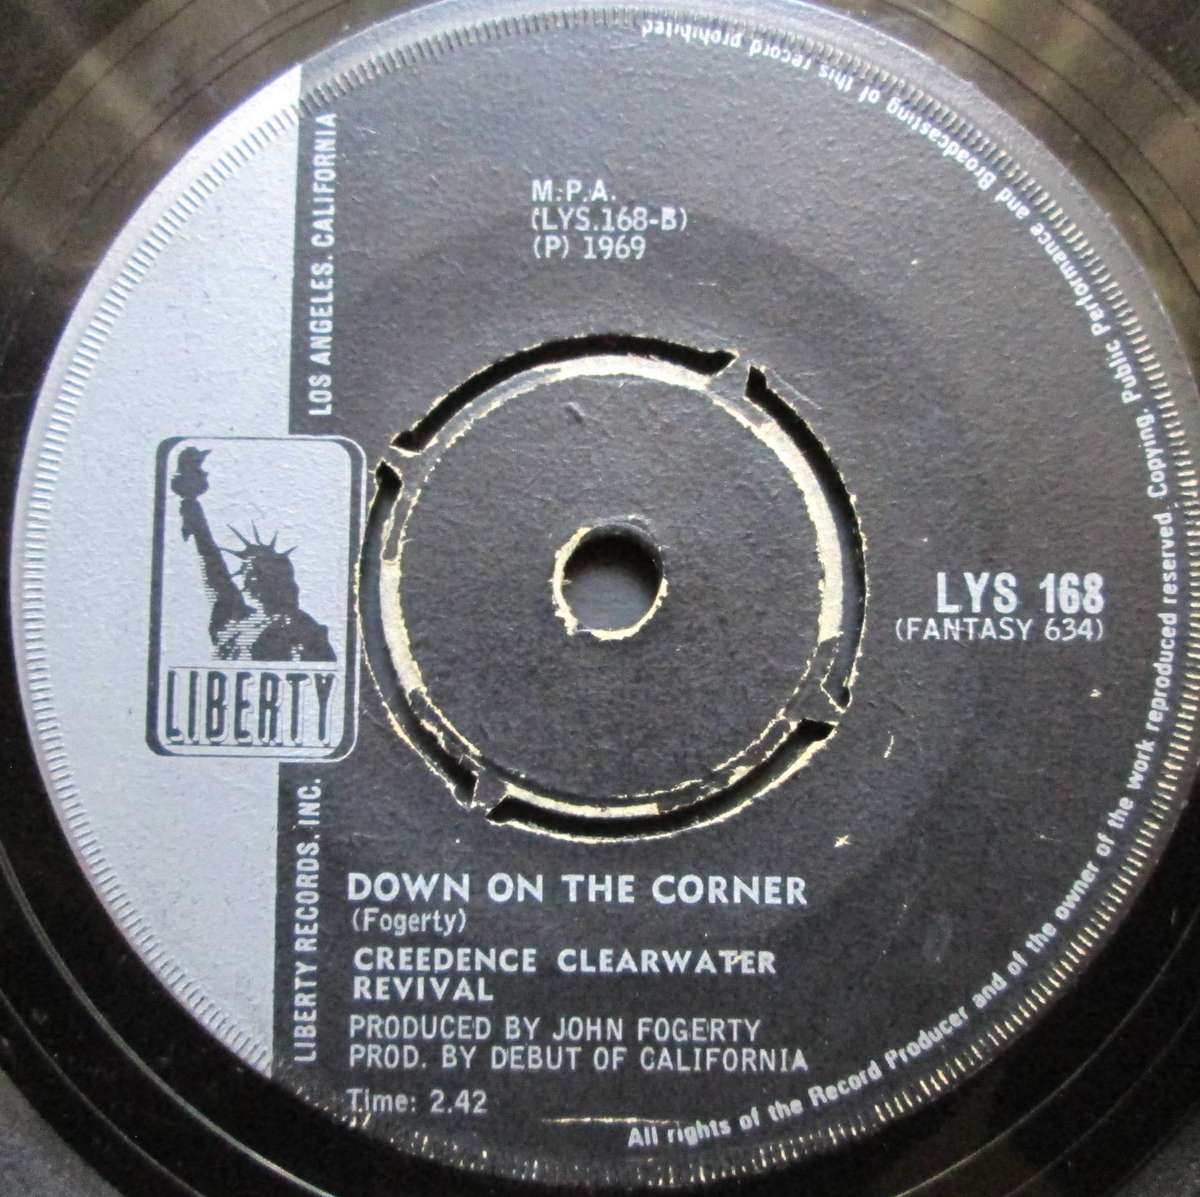 M.P.A.
(LYS.168-B)
(P) 1969
LOS ANGELES. CALIFORNIA
LIBERTY
LIBERTY RECORDS. INC.
LYS 168
(FANTASY 634)
DOWN ON THE CORNER
(Fogerty)
CREEDENCE CLEARWATER
REVIVAL
PRODUCED BY JOHN FOGERTY
PROD. BY DEBUT OF CALIFORNIA
Time: 2.42
All rights of the Record Producer and of the owner of the work reproduced reserved. Copying, Public Performance and Broadcasting of this record prohibited